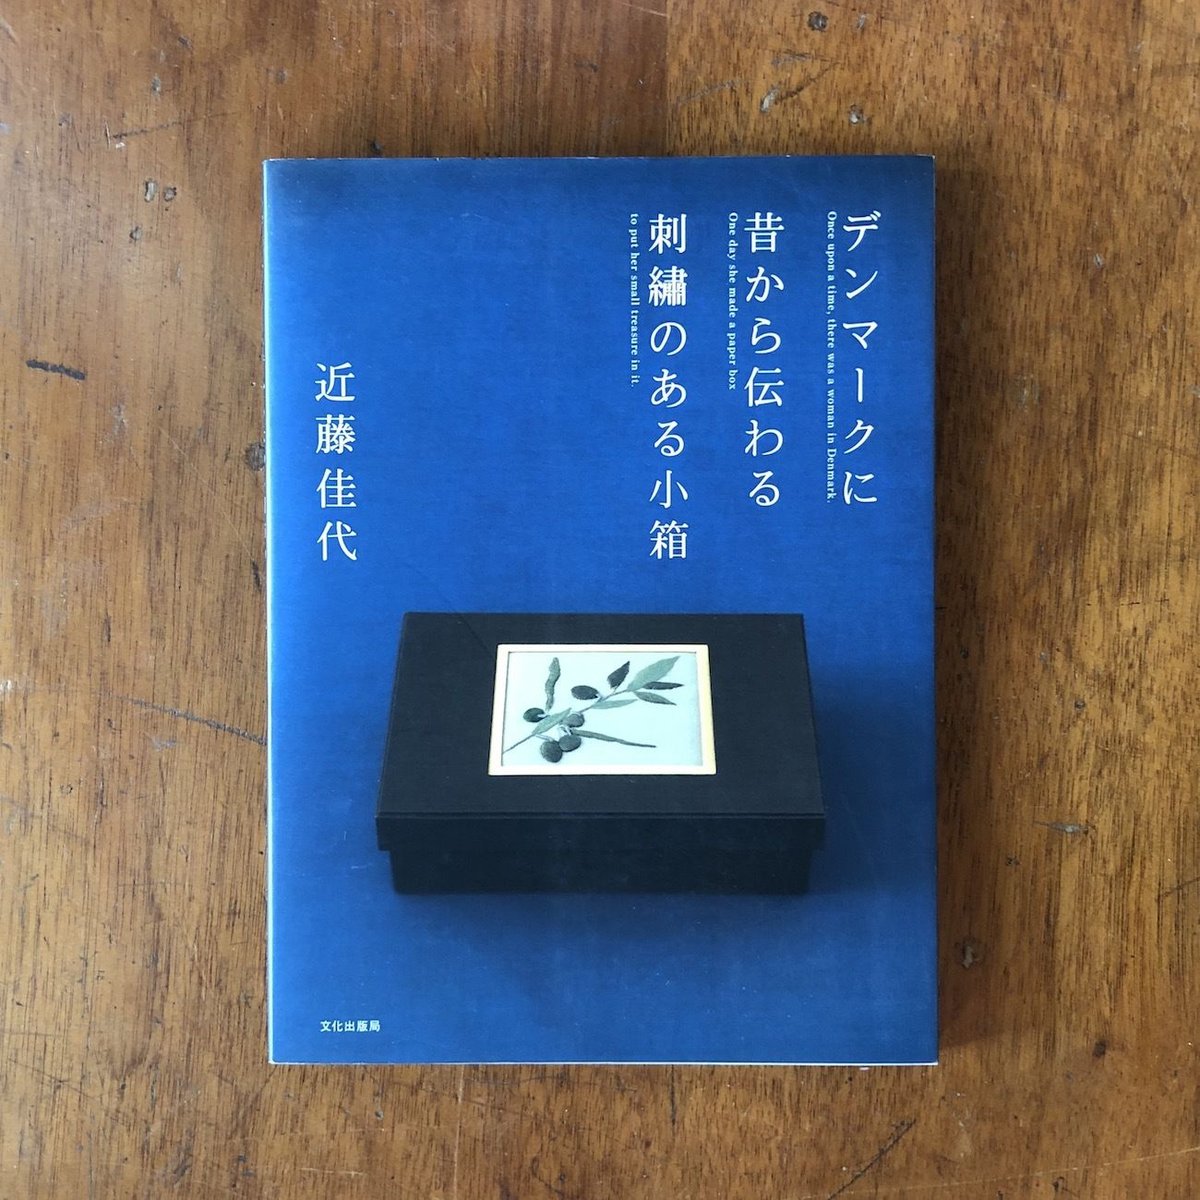 デンマークに
Once upon a time, there was a woman in Denmark.
昔から伝わる
One day she made a paper box
刺繡のある小箱
to put her small treasure in it.
近藤佳代
文化出版局